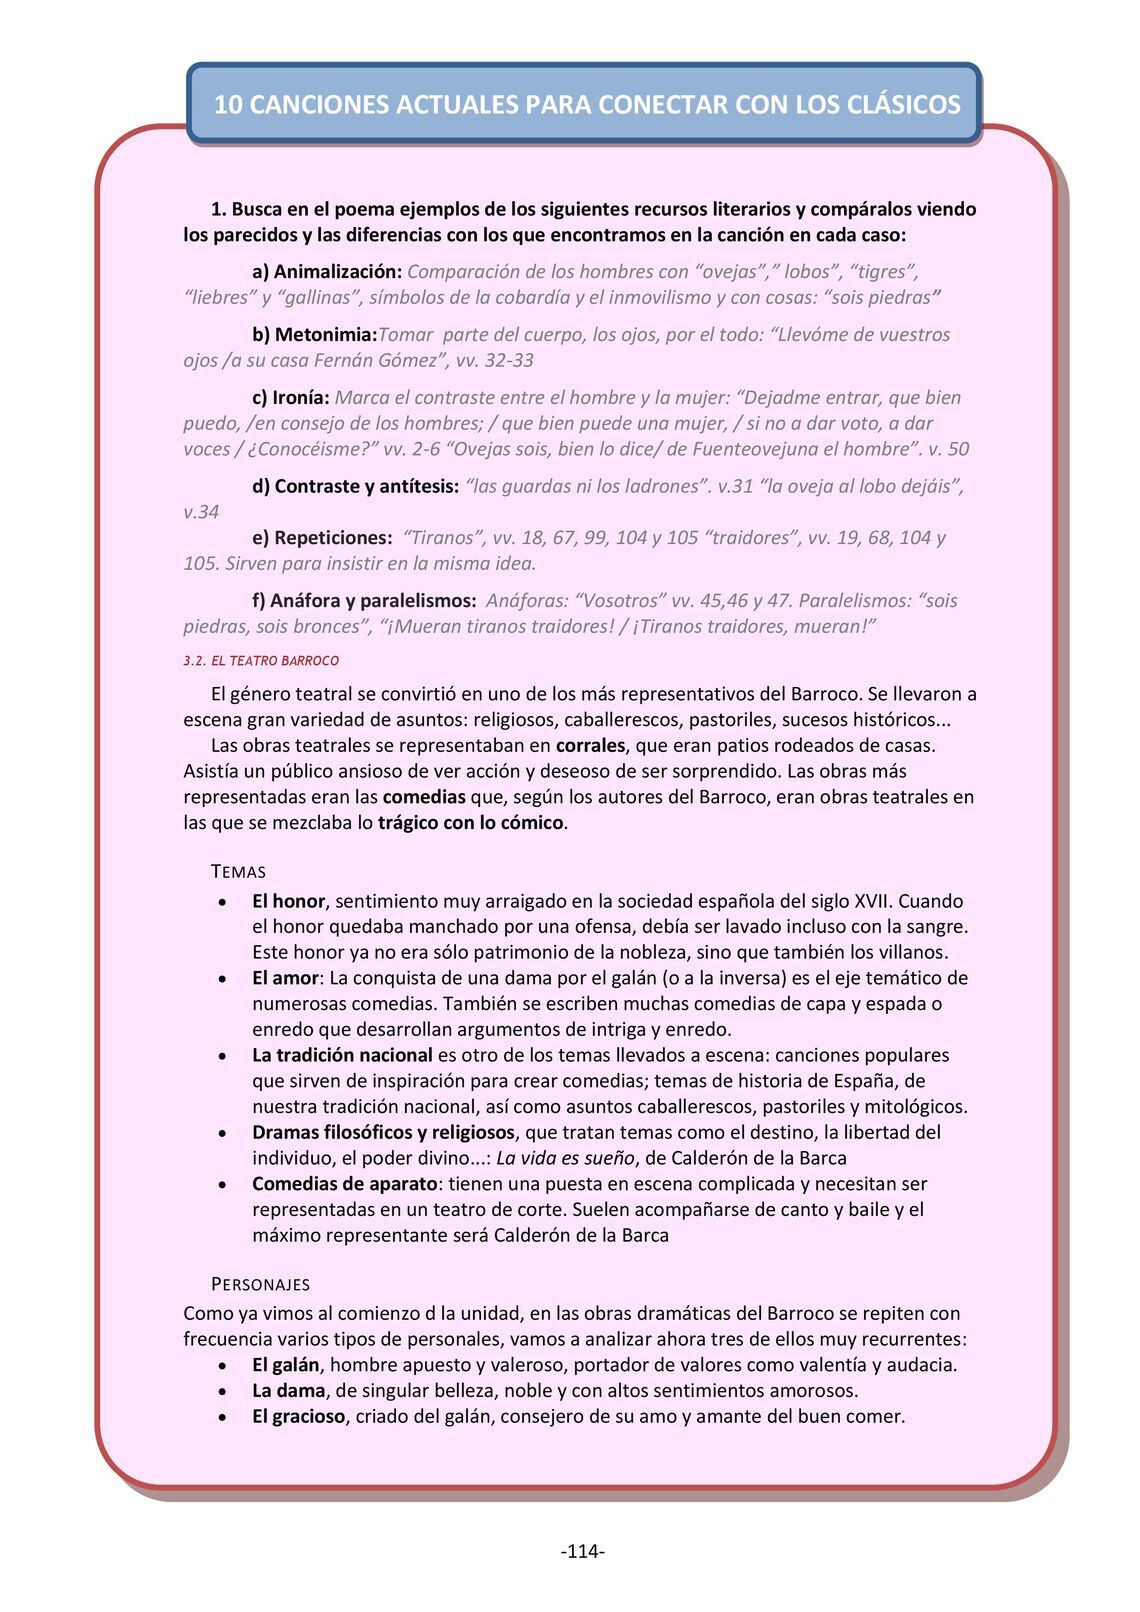 10 CANCIONES ACTUALES PARA CONECTAR CON LOS CLÁSICOS
1. Busca en el poema ejemplos de los siguientes recursos literarios y compáralos viendo
los parecidos y las diferencias con los que encontramos en la canción en cada caso:
a) Animalización: Comparación de los hombres con “ovejas”,” lobos”, “tigres”,
“liebres” y “gallinas”, símbolos de la cobardía y el inmovilismo y con cosas: “sois piedras”
b) Metonimia:Tomar parte del cuerpo, los ojos, por el todo: “Llevóme de vuestros
ojos /a su casa Fernán Gómez”, vv. 32-33
c) Ironía: Marca el contraste entre el hombre y la mujer: “Dejadme entrar, que bien
puedo, /en consejo de los hombres; / que bien puede una mujer, / si no a dar voto, a dar
voces / ¿Conocéisme?” vv. 2-6 “Ovejas sois, bien lo dice/ de Fuenteovejuna el hombre”. v. 50
d) Contraste y antítesis: “las guardas ni los ladrones”. v.31 “la oveja al lobo dejáis”,
v.34
e) Repeticiones: “Tiranos”, vv. 18, 67, 99, 104 y 105 “traidores”, vv. 19, 68, 104 y
105. Sirven para insistir en la misma idea.
f) Anáfora y paralelismos: Anáforas: “Vosotros” vv. 45,46 y 47. Paralelismos: “sois
piedras, sois bronces”, “¡Mueran tiranos traidores! / ¡Tiranos traidores, mueran!”
3.2. EL TEATRO BARROCO
El género teatral se convirtió en uno de los más representativos del Barroco. Se llevaron a
escena gran variedad de asuntos: religiosos, caballerescos, pastoriles, sucesos históricos...
Las obras teatrales se representaban en corrales, que eran patios rodeados de casas.
Asistía un público ansioso de ver acción y deseoso de ser sorprendido. Las obras más
representadas eran las comedias que, según los autores del Barroco, eran obras teatrales en
las que se mezclaba lo trágico con lo cómico.
TEMAS
• El honor, sentimiento muy arraigado en la sociedad española del siglo XVII. Cuando
el honor quedaba manchado por una ofensa, debía ser lavado incluso con la sangre.
Este honor ya no era sólo patrimonio de la nobleza, sino que también los villanos.
• El amor: La conquista de una dama por el galán (o a la inversa) es el eje temático de
numerosas comedias. También se escriben muchas comedias de capa y espada o
enredo que desarrollan argumentos de intriga y enredo.
• La tradición nacional es otro de los temas llevados a escena: canciones populares
que sirven de inspiración para crear comedias; temas de historia de España, de
nuestra tradición nacional, así como asuntos caballerescos, pastoriles y mitológicos.
• Dramas filosóficos y religiosos, que tratan temas como el destino, la libertad del
individuo, el poder divino...: La vida es sueño, de Calderón de la Barca
• Comedias de aparato: tienen una puesta en escena complicada y necesitan ser
representadas en un teatro de corte. Suelen acompañarse de canto y baile y el
máximo representante será Calderón de la Barca
PERSONAJES
Como ya vimos al comienzo d la unidad, en las obras dramáticas del Barroco se repiten con
frecuencia varios tipos de personales, vamos a analizar ahora tres de ellos muy recurrentes:
• El galán, hombre apuesto y valeroso, portador de valores como valentía y audacia.
• La dama, de singular belleza, noble y con altos sentimientos amorosos.
• El gracioso, criado del galán, consejero de su amo y amante del buen comer.
-114-